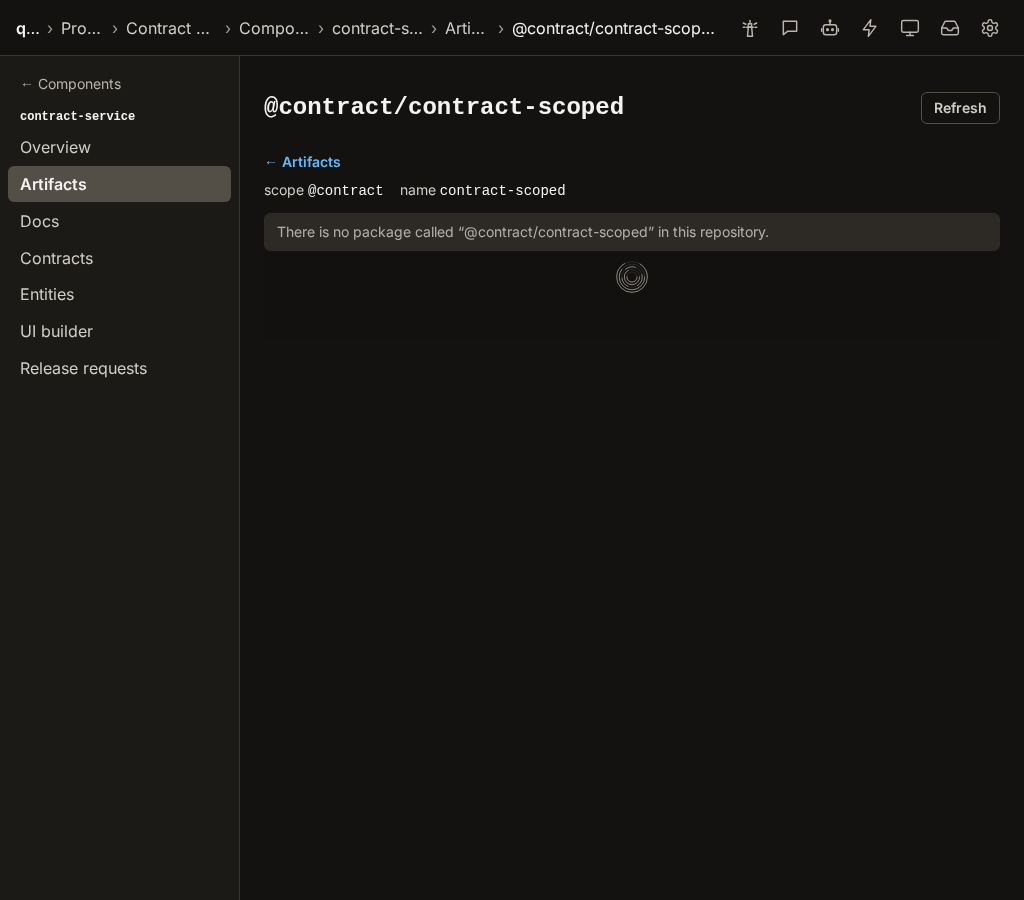 q... › Pro... › Contract ... › Compo... › contract-s... › Arti... › @contract/contract-scop...
← Components
contract-service
Overview
Artifacts
Docs
Contracts
Entities
UI builder
Release requests
@contract/contract-scoped
Refresh
← Artifacts
scope @contract name contract-scoped
There is no package called “@contract/contract-scoped” in this repository.